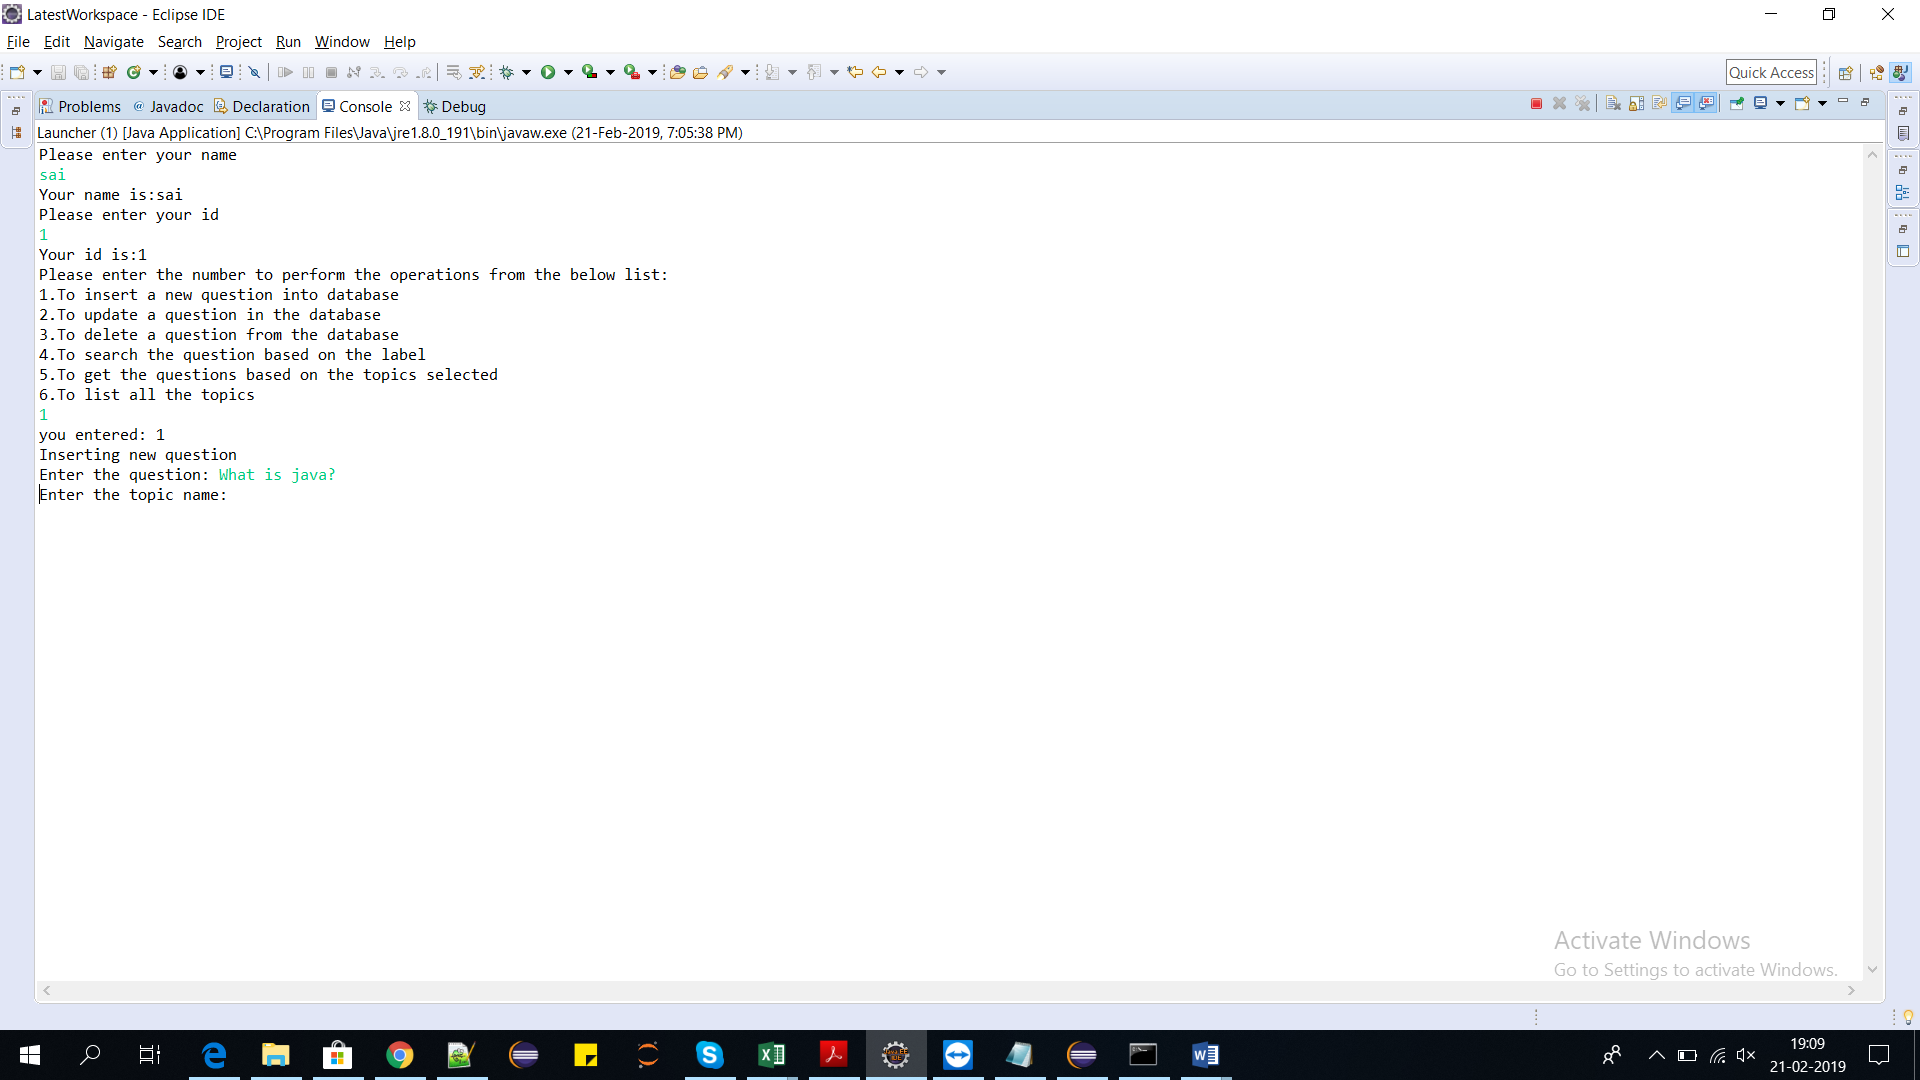 LatestWorkspace - Eclipse IDE
File Edit Navigate Search Project Run Window Help
Quick Access
Problems @ Javadoc Declaration Console Debug
Launcher (1) [Java Application] C:\Program Files\Java\jre1.8.0_191\bin\javaw.exe (21-Feb-2019, 7:05:38 PM)
Please enter your name
sai
Your name is:sai
Please enter your id
1
Your id is:1
Please enter the number to perform the operations from the below list:
1.To insert a new question into database
2.To update a question in the database
3.To delete a question from the database
4.To search the question based on the label
5.To get the questions based on the topics selected
6.To list all the topics
1
you entered: 1
Inserting new question
Enter the question: What is java?
Enter the topic name:
Activate Windows
Go to Settings to activate Windows.
19:09
21-02-2019